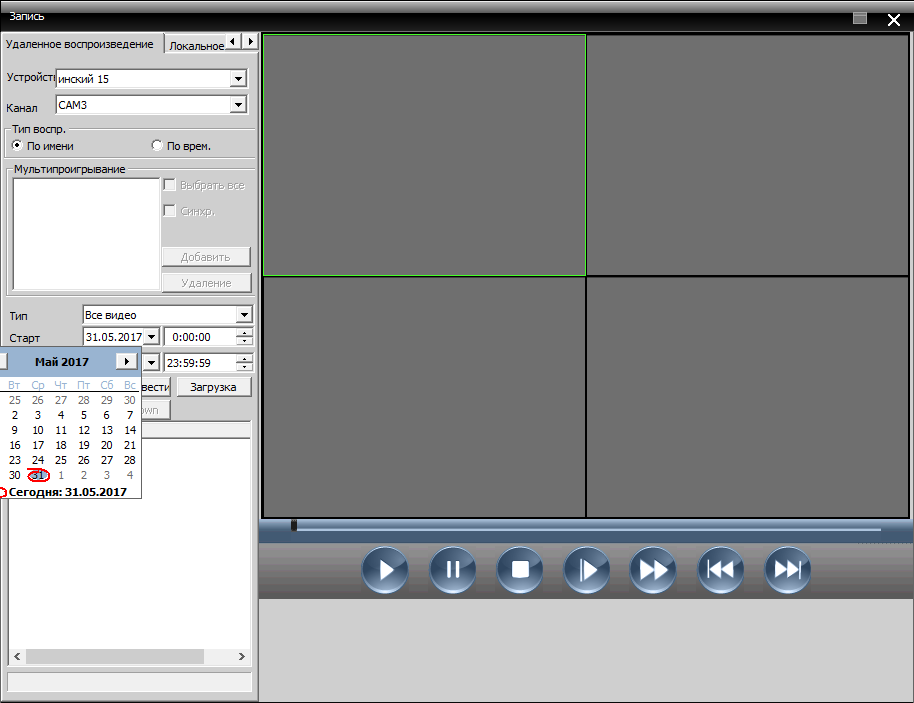 Запись
Удаленное воспроизведение Локальное
Устройст инский 15
Канал CAM3
Тип воспр.
По имени По врем.
Мультипроигрывание
Выбрать все
Синхр.
Добавить
Удаление
Тип Все видео
Старт 31.05.2017 0:00:00
Май 2017 23:59:59
Вт Ср Чт Пт Сб Вс вести Загрузка
25 26 27 28 29 30 own
2 3 4 5 6 7
9 10 11 12 13 14
16 17 18 19 20 21
23 24 25 26 27 28
30 31 1 2 3 4
Сегодня: 31.05.2017